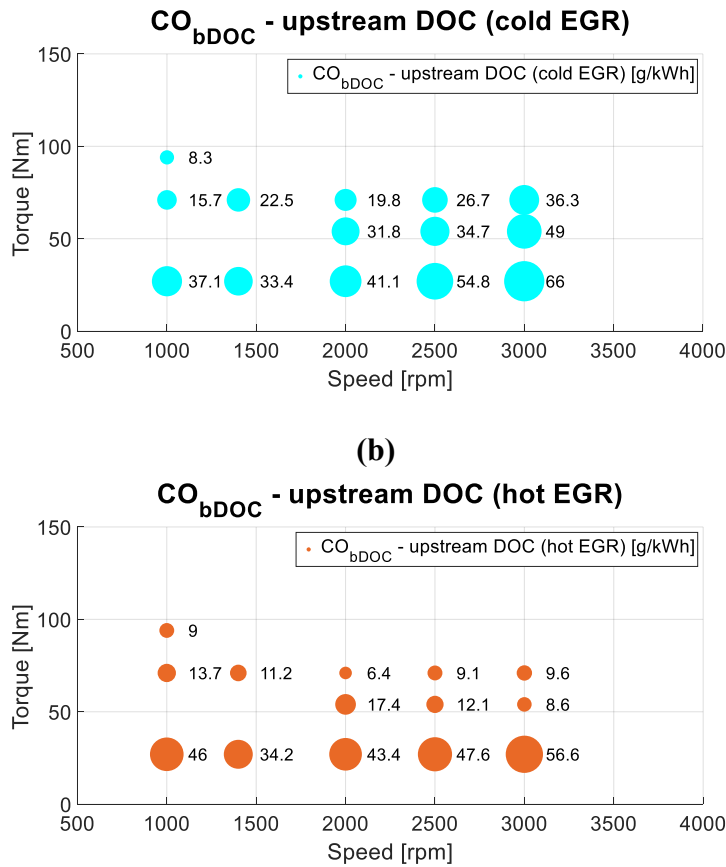 CO_bDOC - upstream DOC (cold EGR)
150
CO_bDOC - upstream DOC (cold EGR) [g/kWh]
100
8.3
15.7 22.5 19.8 26.7 36.3
Torque [Nm]
31.8 34.7 49
50
37.1 33.4 41.1 54.8 66
0
500 1000 1500 2000 2500 3000 3500 4000
Speed [rpm]
(b)
CO_bDOC - upstream DOC (hot EGR)
150
CO_bDOC - upstream DOC (hot EGR) [g/kWh]
100
9
13.7 11.2 6.4 9.1 9.6
Torque [Nm]
17.4 12.1 8.6
50
46 34.2 43.4 47.6 56.6
0
500 1000 1500 2000 2500 3000 3500 4000
Speed [rpm]